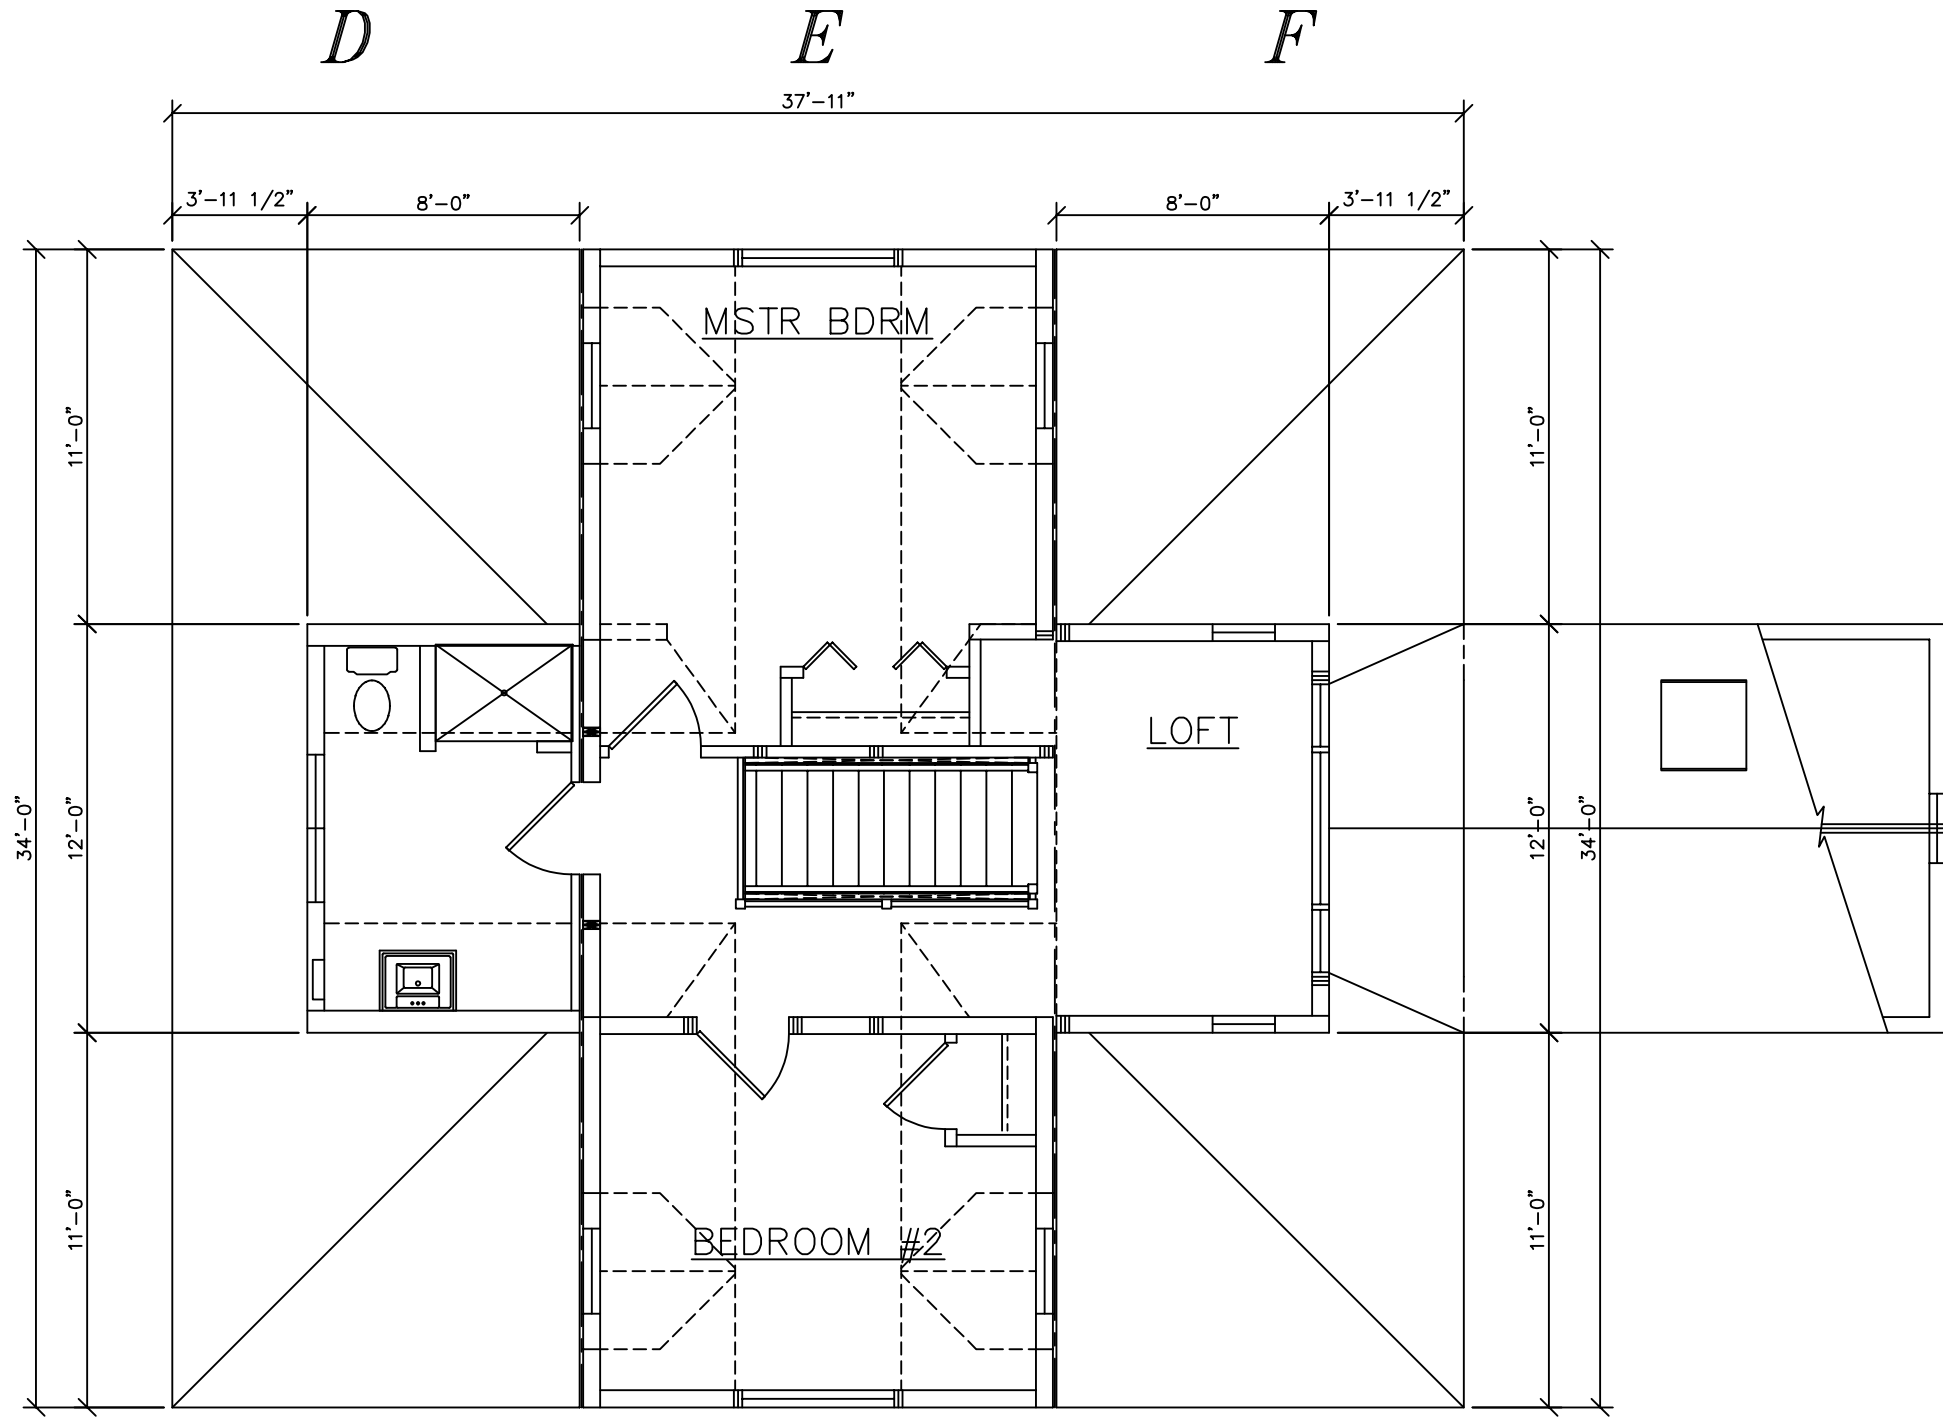 D E F
37'-11"
3'-11 1/2" 8'-0" 8'-0" 3'-11 1/2"
MSTR BDRM
11'-0" 11'-0"
LOFT
34'-0" 12'-0" 12'-0" 34'-0"
11'-0" 11'-0"
BEDROOM #2